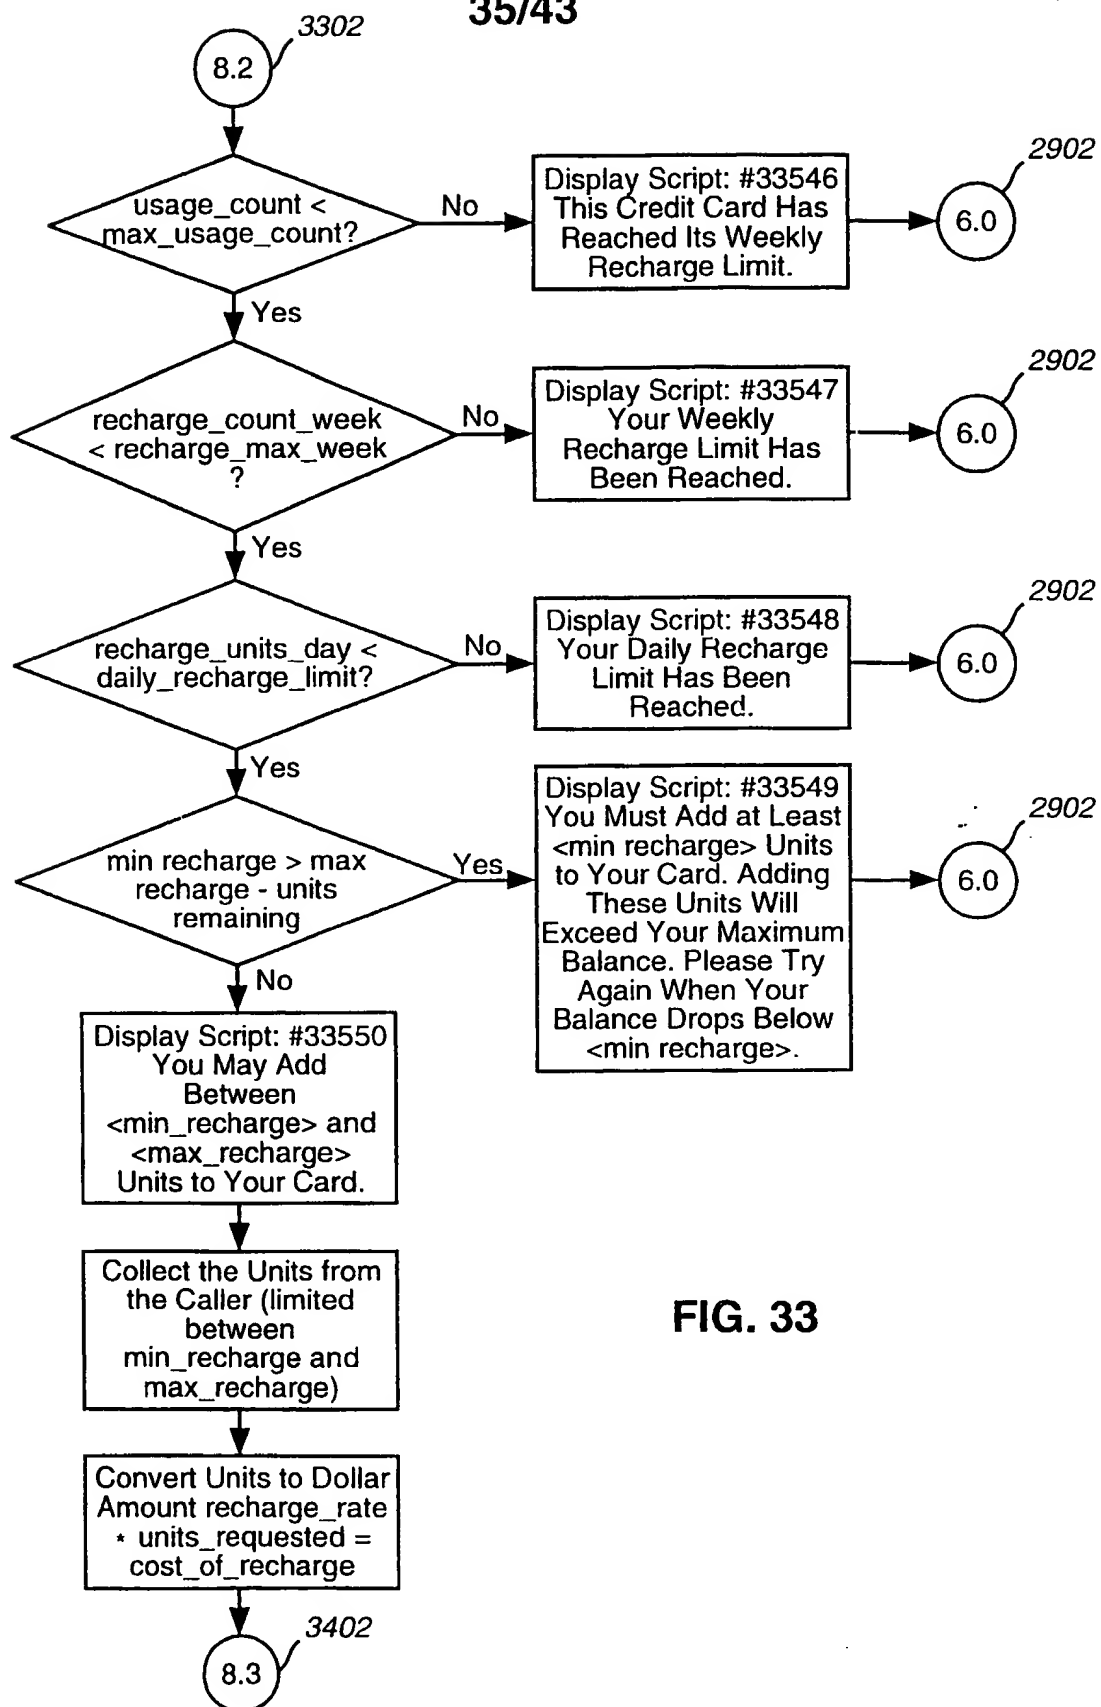 35/43
3302
8.2
usage_count <
max_usage_count?
No
Display Script: #33546
This Credit Card Has
Reached Its Weekly
Recharge Limit.
2902
6.0
Yes
recharge_count_week
< recharge_max_week
?
No
Display Script: #33547
Your Weekly
Recharge Limit Has
Been Reached.
2902
6.0
Yes
recharge_units_day <
daily_recharge_limit?
No
Display Script: #33548
Your Daily Recharge
Limit Has Been
Reached.
2902
6.0
Yes
min recharge > max
recharge - units
remaining
Yes
Display Script: #33549
You Must Add at Least
<min recharge> Units
to Your Card. Adding
These Units Will
Exceed Your Maximum
Balance. Please Try
Again When Your
Balance Drops Below
<min recharge>.
2902
6.0
No
Display Script: #33550
You May Add
Between
<min_recharge> and
<max_recharge>
Units to Your Card.
Collect the Units from
the Caller (limited
between
min_recharge and
max_recharge)
FIG. 33
Convert Units to Dollar
Amount recharge_rate
* units_requested =
cost_of_recharge
3402
8.3